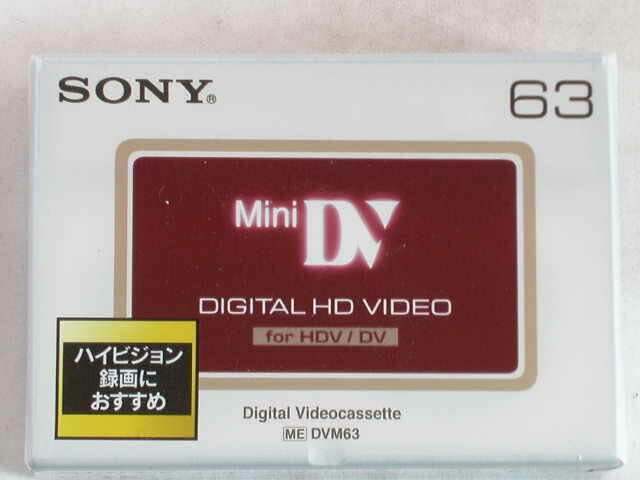 SONY®
63
Mini DV
DIGITAL HD VIDEO
for HDV / DV
ハイビジョン
録画に
おすすめ
Digital Videocassette
ME DVM63